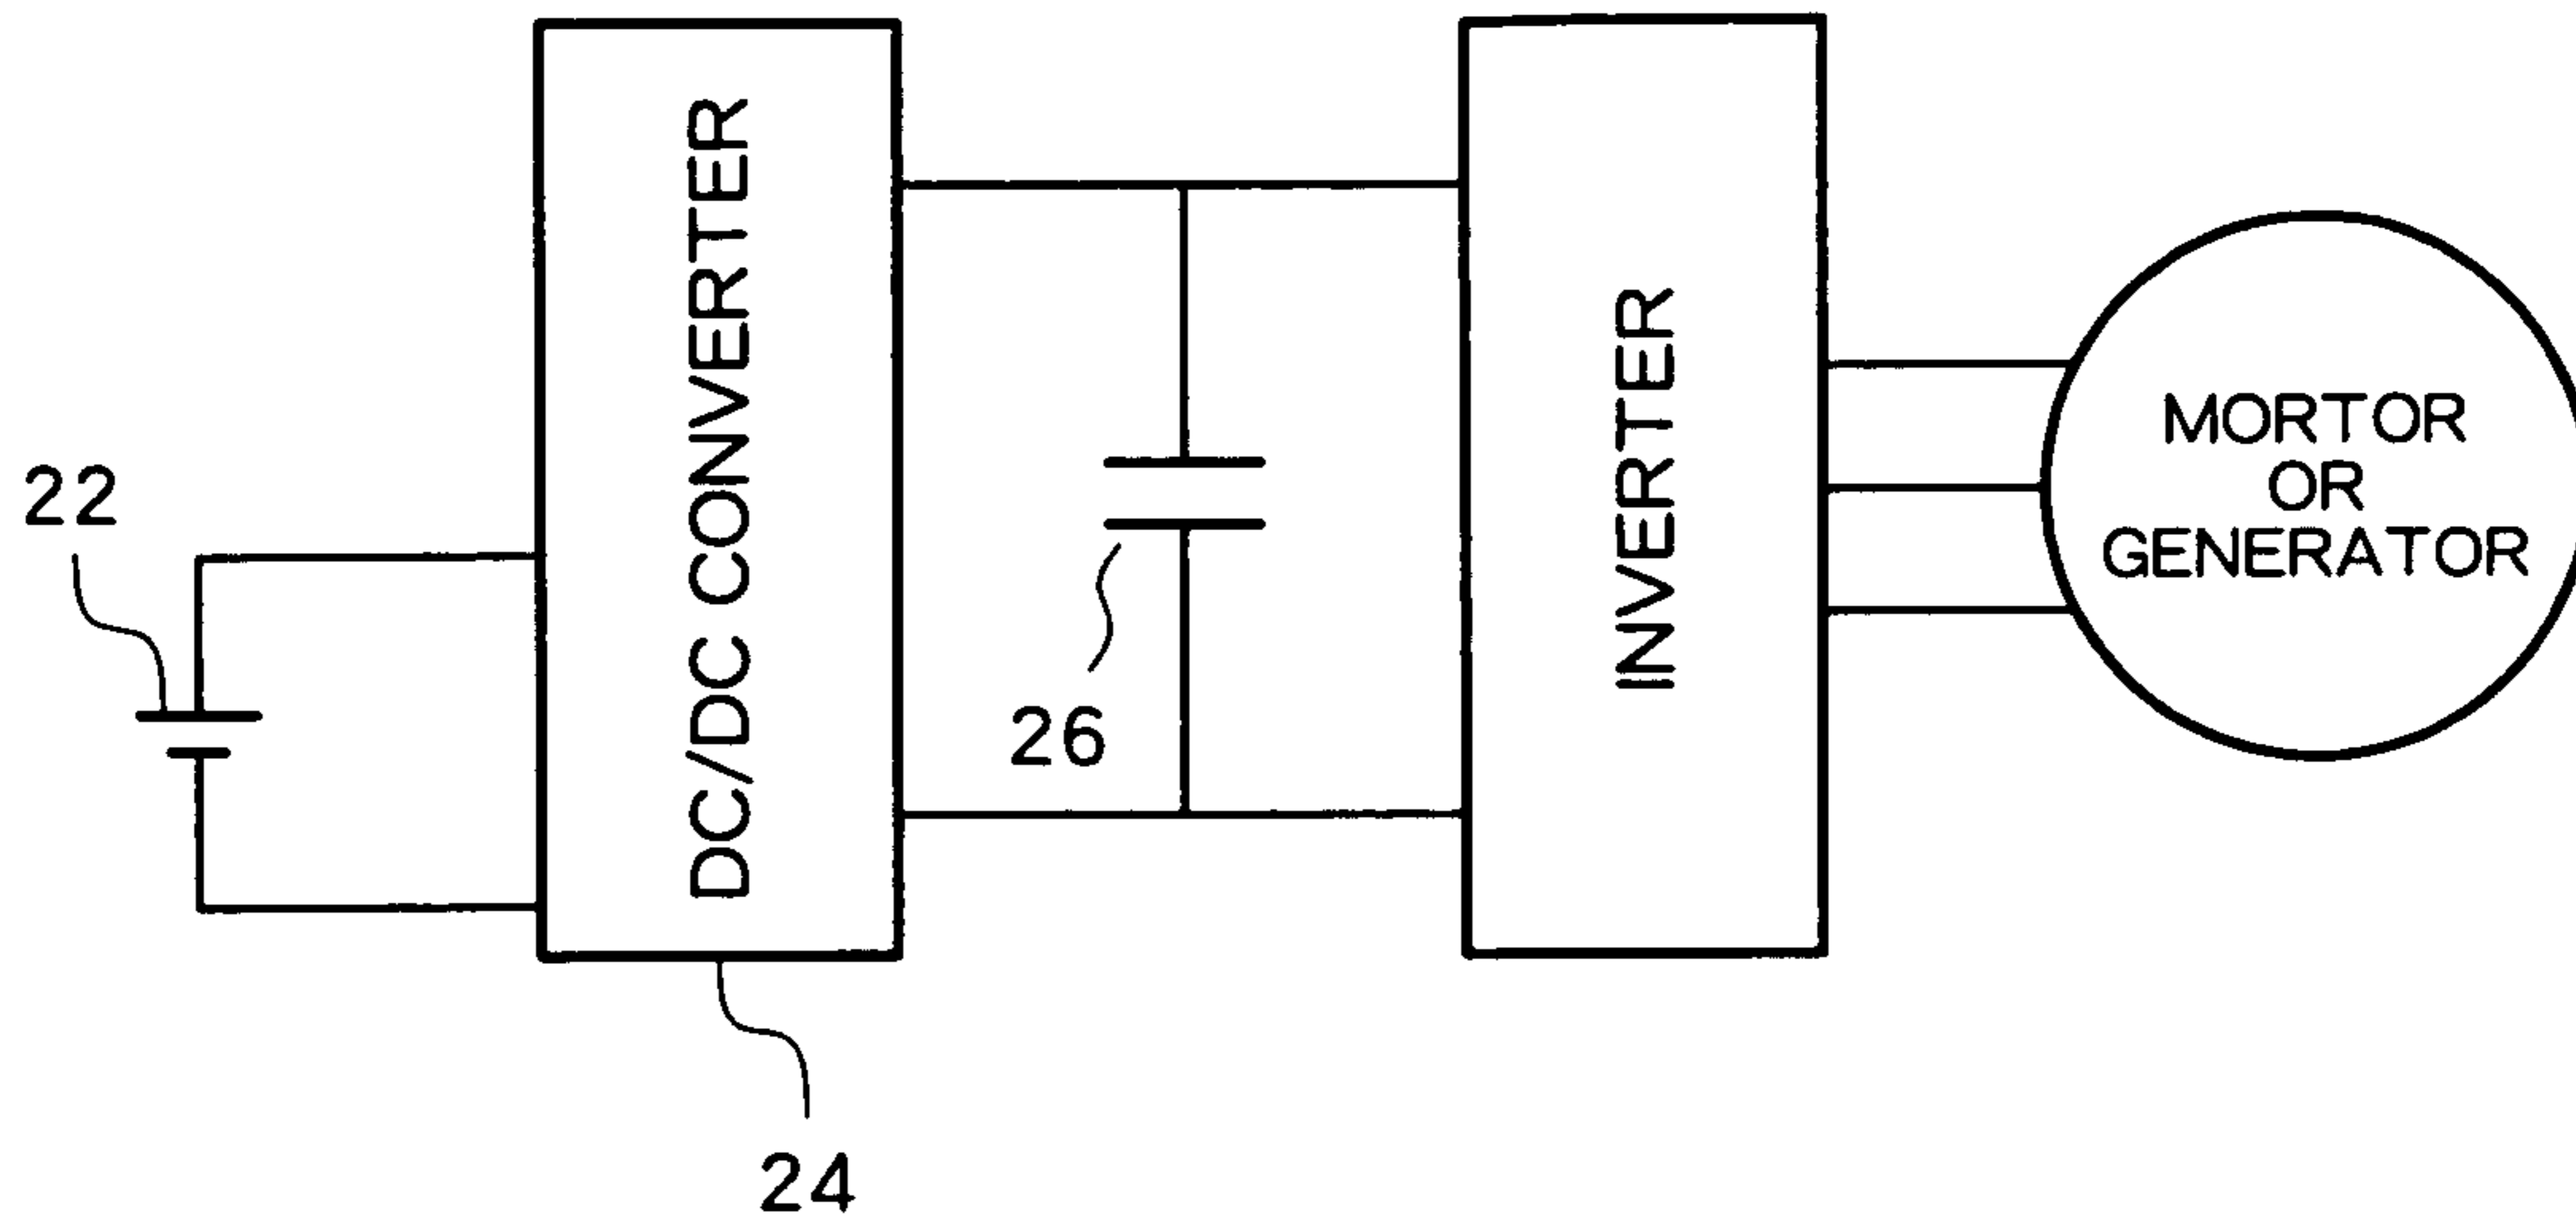 22
DC/DC CONVERTER
24
26
INVERTER
MORTOR
OR
GENERATOR